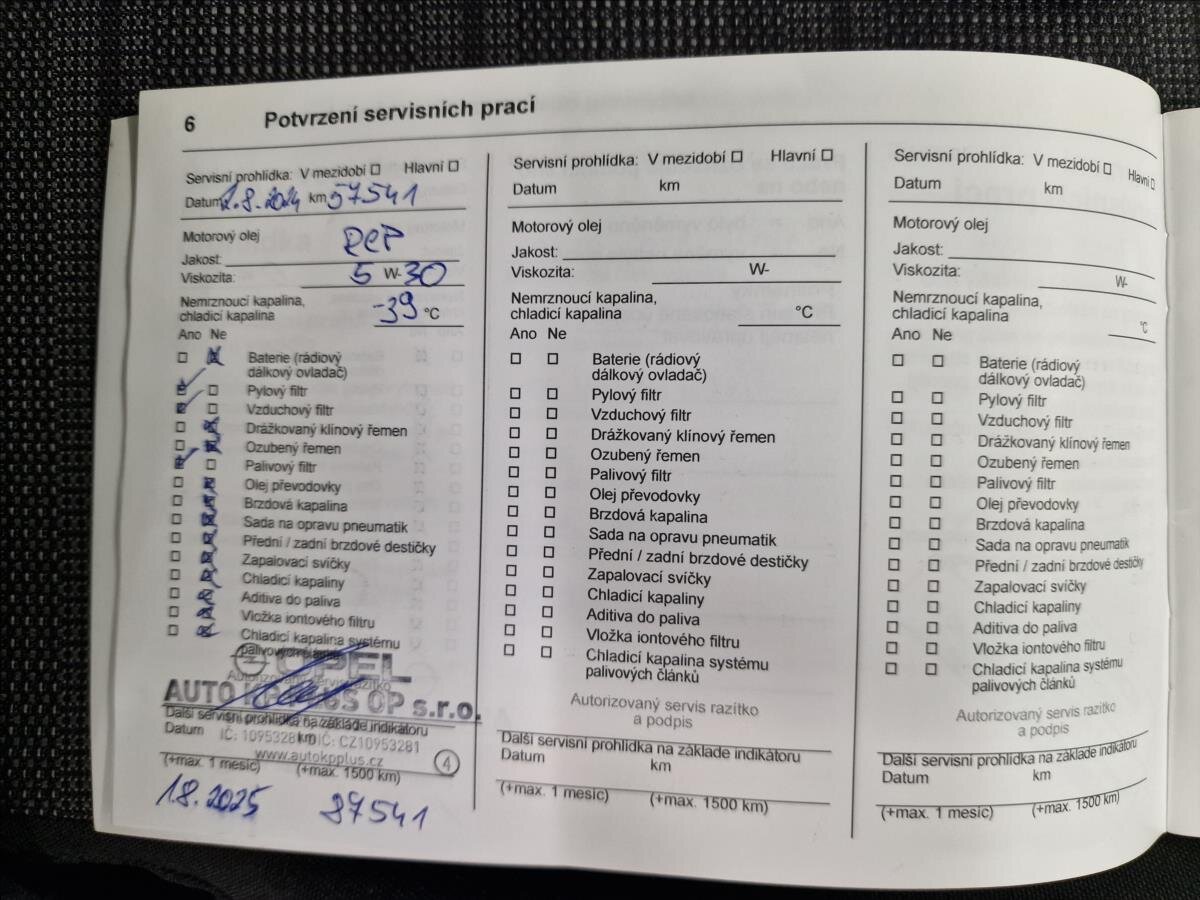 6 Potvrzení servisních prací
Servisní prohlídka: V mezidobí Hlavní
Datum 2.8.2024 km 57541
Motorový olej
Jakost:
Viskozita: 5 W-30
Nemrznoucí kapalina,
chladicí kapalina -39 °C
Ano Ne
Baterie (rádiový
dálkový ovladač)
Pylový filtr
Vzduchový filtr
Drážkovaný klínový řemen
Ozubený řemen
Palivový filtr
Olej převodovky
Brzdová kapalina
Sada na opravu pneumatik
Přední / zadní brzdové destičky
Zapalovací svíčky
Chladicí kapaliny
Aditiva do paliva
Vložka iontového filtru
Chladicí kapalina systému
palivových článků
OPEL
Autorizovaný servis razítko
AUTO OP s.r.o.
Další servisní prohlídka na základě indikátoru
Datum km
IČ: 10953281 DIČ: CZ10953281
www.autokpplus.cz 4
(+max. 1 měsíc) (+max. 1500 km)
1.8.2025 87541
Servisní prohlídka: V mezidobí Hlavní
Datum km
Motorový olej
Jakost:
Viskozita: W-
Nemrznoucí kapalina,
chladicí kapalina °C
Ano Ne
Baterie (rádiový
dálkový ovladač)
Pylový filtr
Vzduchový filtr
Drážkovaný klínový řemen
Ozubený řemen
Palivový filtr
Olej převodovky
Brzdová kapalina
Sada na opravu pneumatik
Přední / zadní brzdové destičky
Zapalovací svíčky
Chladicí kapaliny
Aditiva do paliva
Vložka iontového filtru
Chladicí kapalina systému
palivových článků
Autorizovaný servis razítko
a podpis
Další servisní prohlídka na základě indikátoru
Datum km
(+max. 1 měsíc) (+max. 1500 km)
Servisní prohlídka: V mezidobí Hlavní
Datum km
Motorový olej
Jakost:
Viskozita: W-
Nemrznoucí kapalina,
chladicí kapalina °C
Ano Ne
Baterie (rádiový
dálkový ovladač)
Pylový filtr
Vzduchový filtr
Drážkovaný klínový řemen
Ozubený řemen
Palivový filtr
Olej převodovky
Brzdová kapalina
Sada na opravu pneumatik
Přední / zadní brzdové destičky
Zapalovací svíčky
Chladicí kapaliny
Aditiva do paliva
Vložka iontového filtru
Chladicí kapalina systému
palivových článků
Autorizovaný servis razítko
a podpis
Další servisní prohlídka na základě indikátoru
Datum km
(+max. 1 měsíc) (+max. 1500 km)